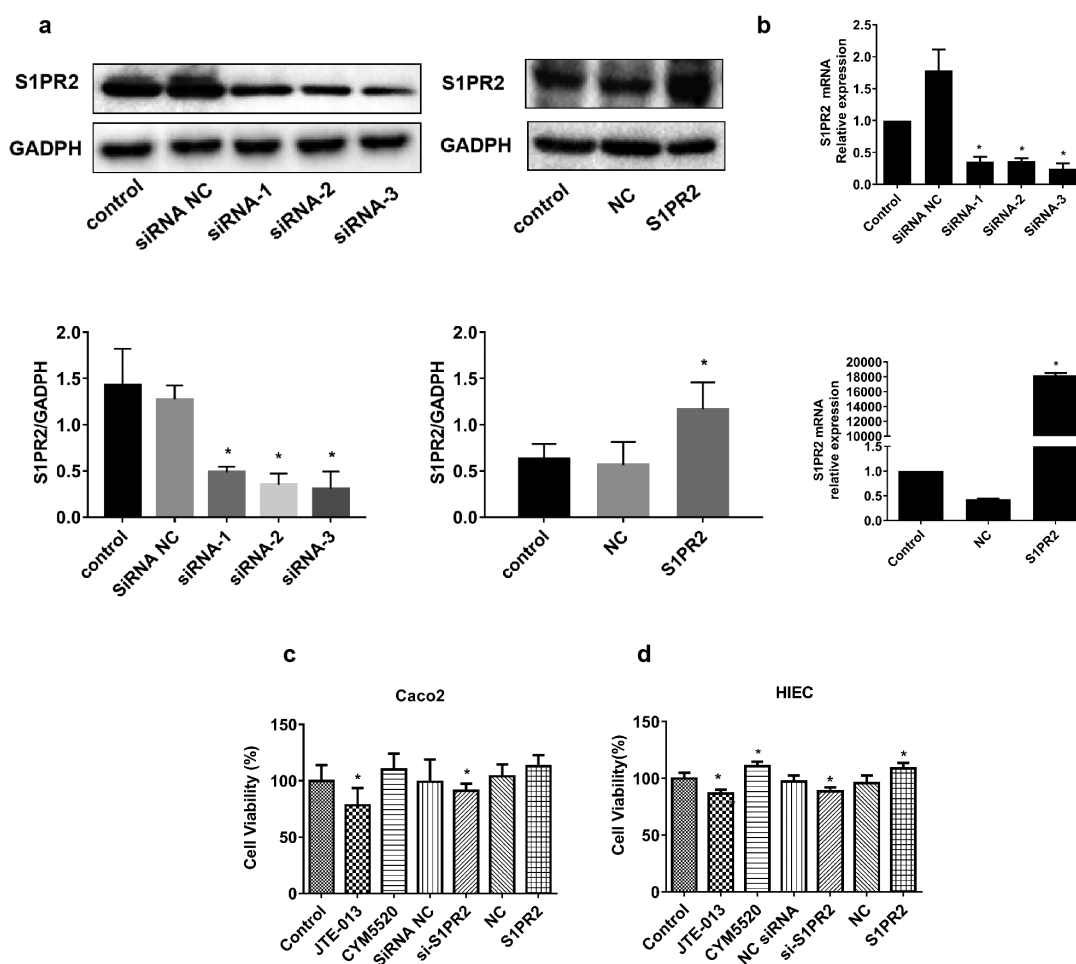 a
S1PR2
GADPH
control
siRNA NC
siRNA-1
siRNA-2
siRNA-3
S1PR2
GADPH
control
NC
S1PR2
b
S1PR2 mRNA
Relative expression
2.5
2.0
1.5
1.0
0.5
0.0
*
*
*
Control
SiRNA NC
SiRNA-1
SiRNA-2
SiRNA-3
S1PR2/GADPH
2.0
1.5
1.0
0.5
0.0
*
*
*
control
SiRNA NC
siRNA-1
siRNA-2
siRNA-3
S1PR2/GADPH
2.0
1.5
1.0
0.5
0.0
*
control
NC
S1PR2
S1PR2 mRNA
relative expression
20000
18000
16000
14000
12000
10000
1.5
1.0
0.5
0.0
*
Control
NC
S1PR2
c
Caco2
Cell Viability (%)
150
100
50
0
*
*
Control
JTE-013
CYM5520
SiRNA NC
si-S1PR2
NC
S1PR2
d
HIEC
Cell Viability(%)
150
100
50
0
*
*
*
*
Control
JTE-013
CYM5520
NC siRNA
si-S1PR2
NC
S1PR2